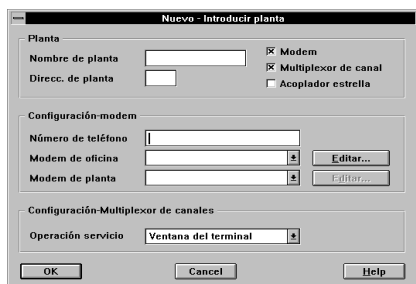 Nuevo - Introducir planta
Planta
Nombre de planta
Direcc. de planta
Modem
Multiplexor de canal
Acoplador estrella
Configuración-modem
Número de teléfono
Modem de oficina
Editar...
Modem de planta
Editar...
Configuración-Multiplexor de canales
Operación servicio
Ventana del terminal
OK
Cancel
Help